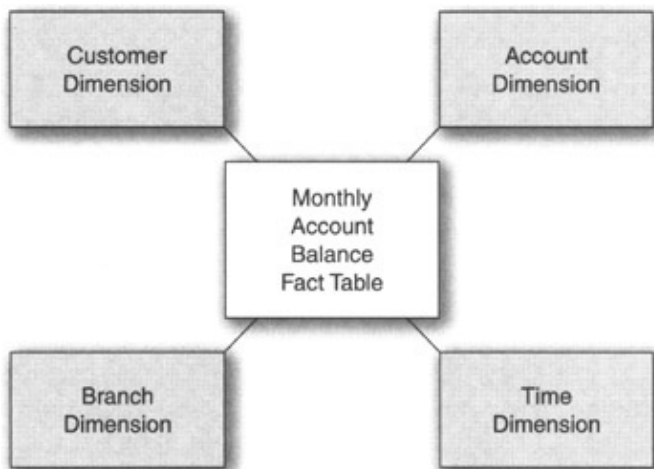 Customer
Dimension
Account
Dimension
Monthly
Account
Balance
Fact Table
Branch
Dimension
Time
Dimension